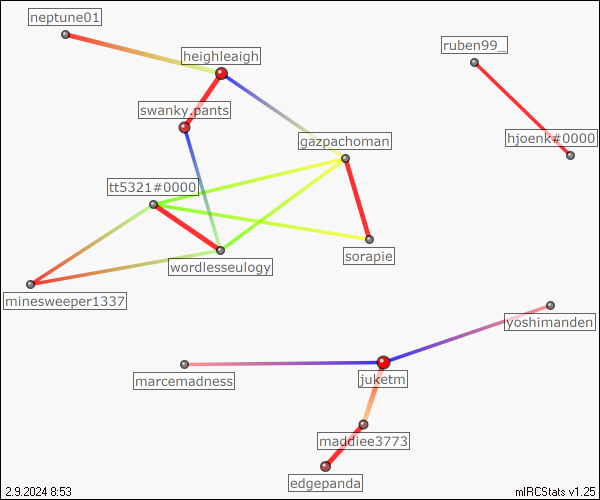 neptune01
ruben99_
heighleaigh
swanky.pants
hjoenk#0000
gazpachoman
tt5321#0000
sorapie
wordlesseulogy
minesweeper1337
yoshimanden
marcemadness
juketm
maddiee3773
edgepanda
2.9.2024 8:53
mIRCStats v1.25